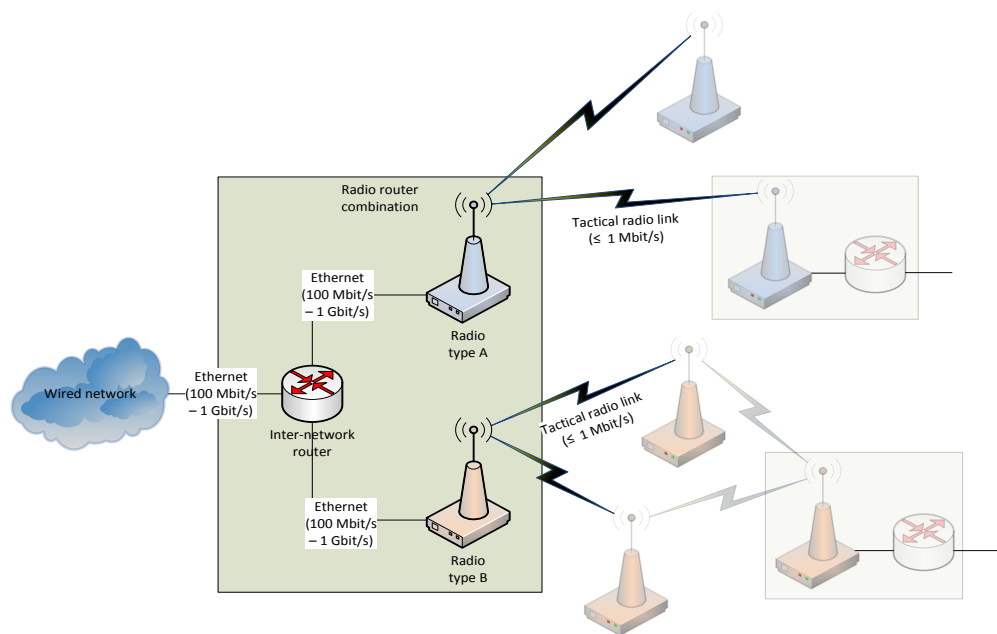 Radio router
combination
Tactical radio link
(≤ 1 Mbit/s)
Ethernet
(100 Mbit/s
– 1 Gbit/s)
Radio
type A
Wired network
Ethernet
(100 Mbit/s
– 1 Gbit/s)
Inter-network
router
Tactical radio link
(≤ 1 Mbit/s)
Ethernet
(100 Mbit/s
– 1 Gbit/s)
Radio
type B